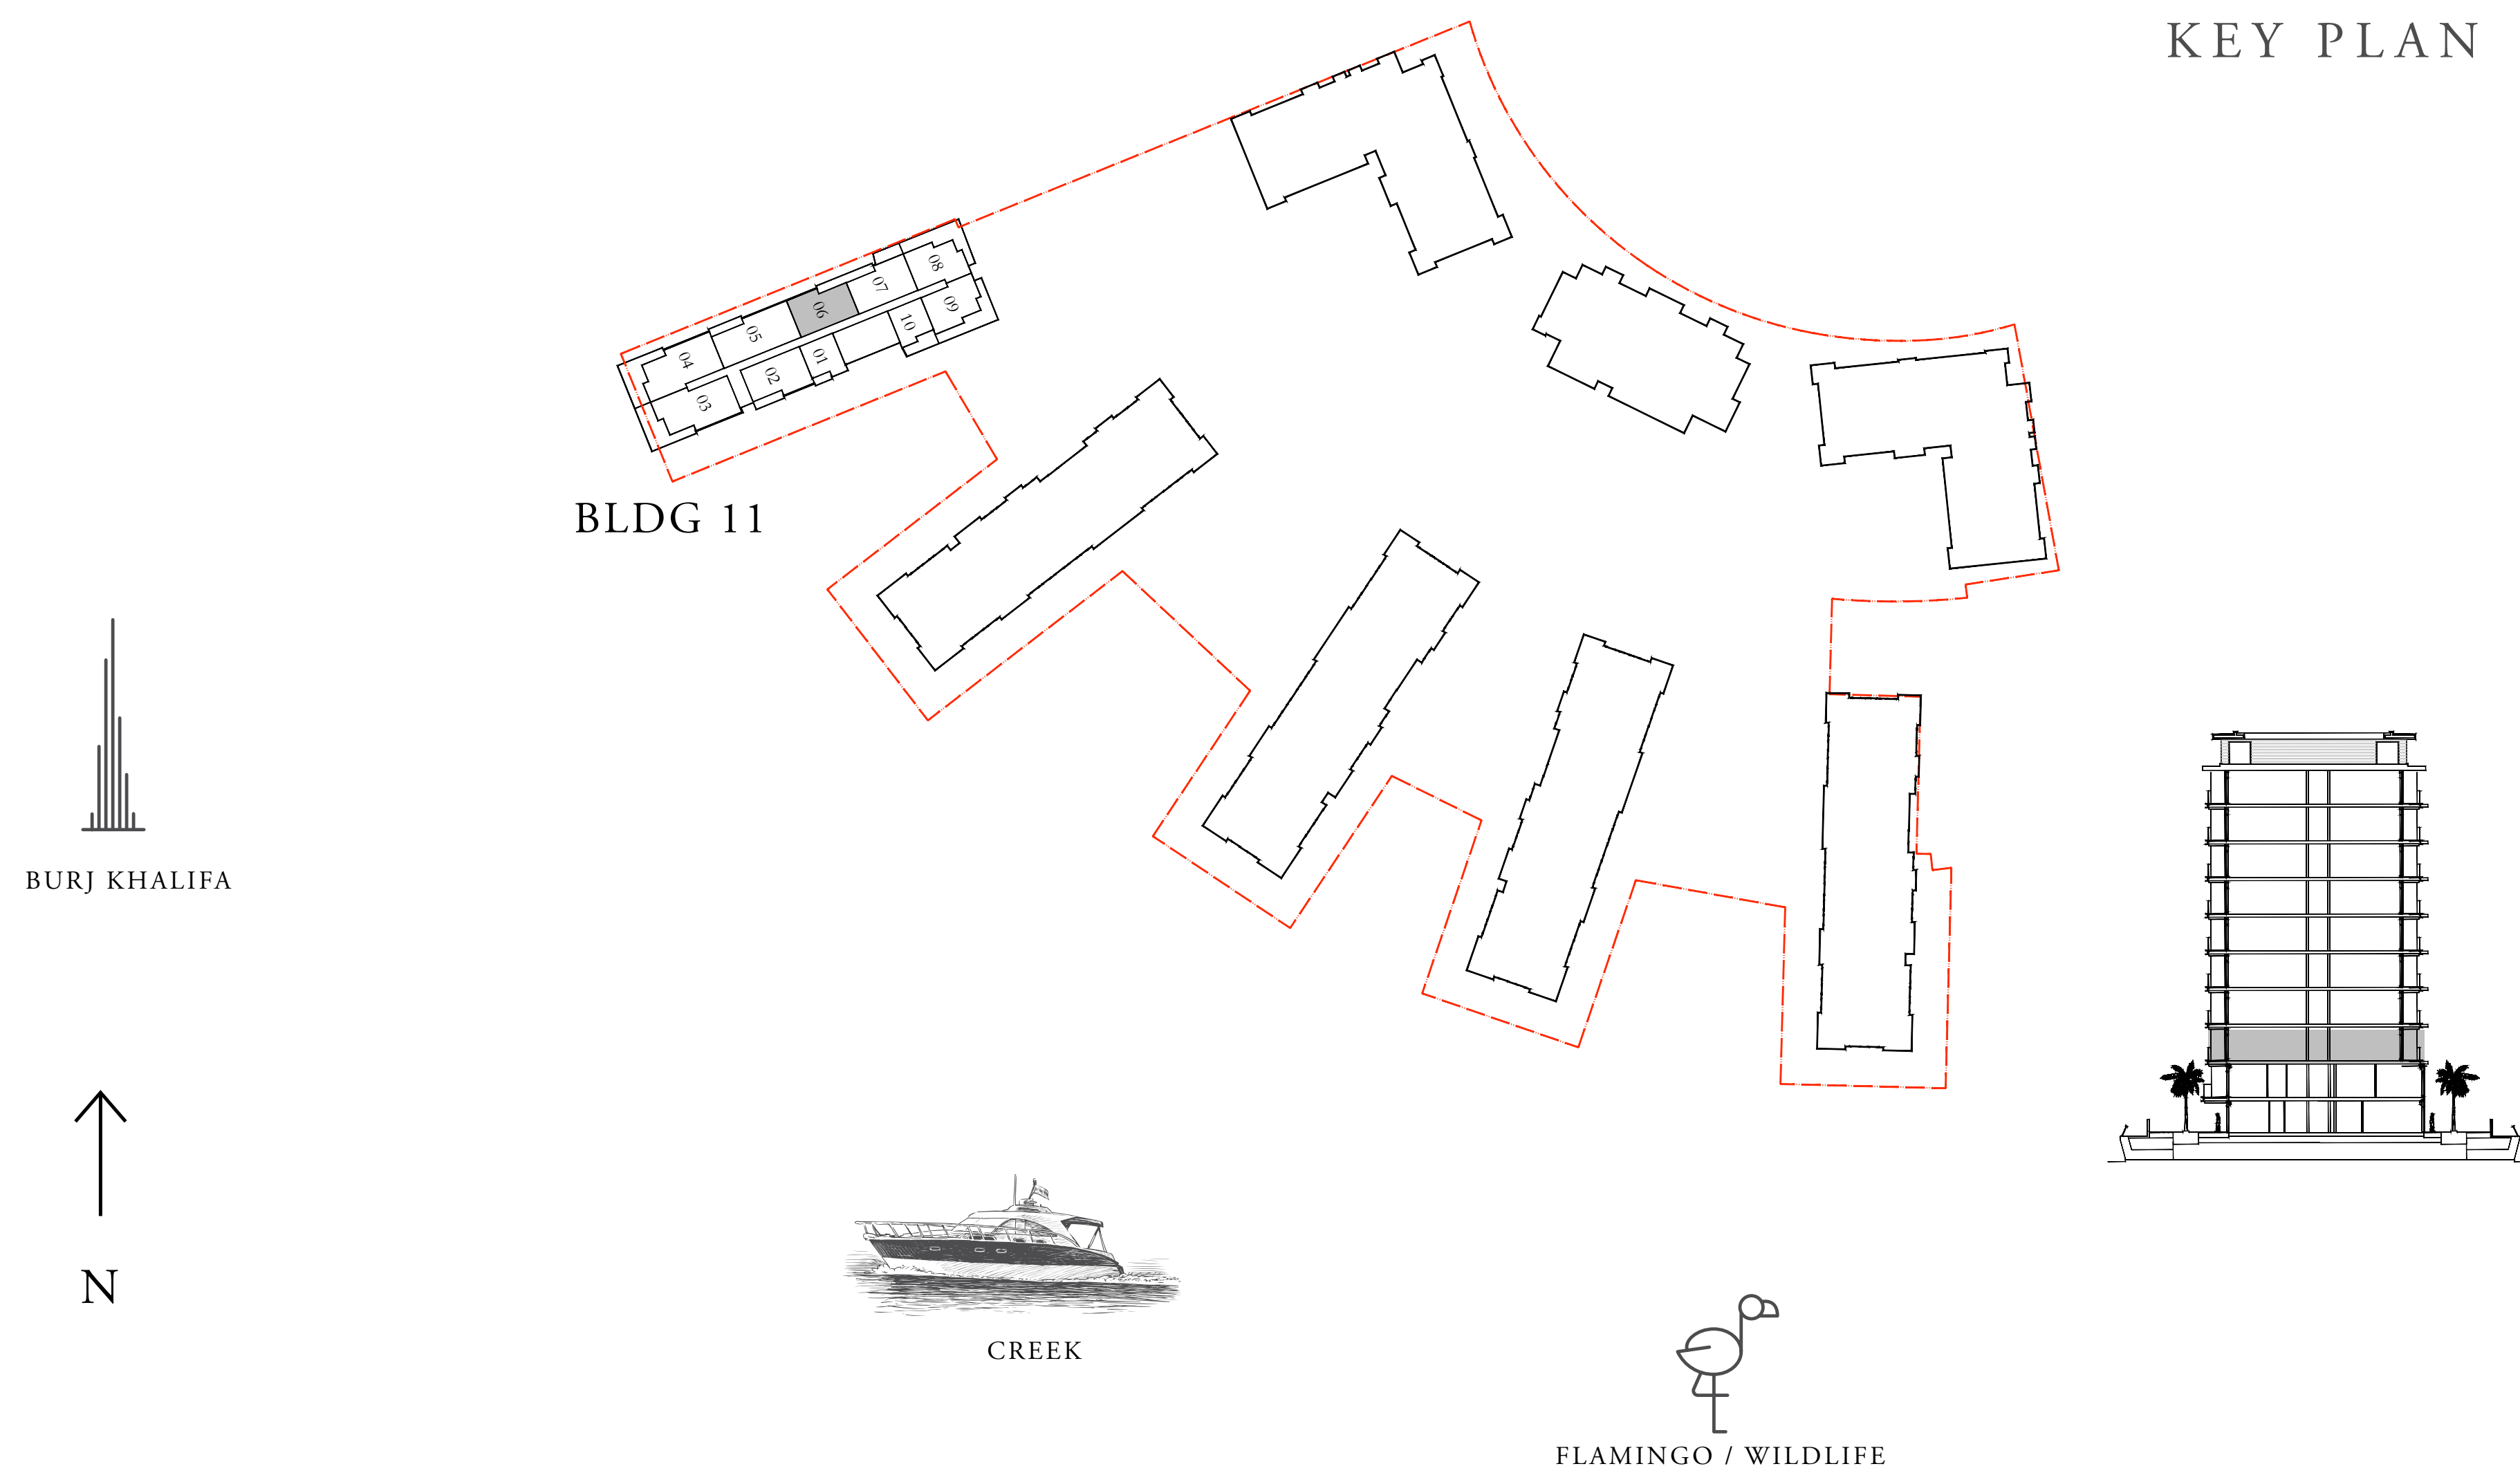 KEY PLAN
08
07
09
06
10
05
01
04
02
03
BLDG 11
BURJ KHALIFA
N
CREEK
FLAMINGO / WILDLIFE